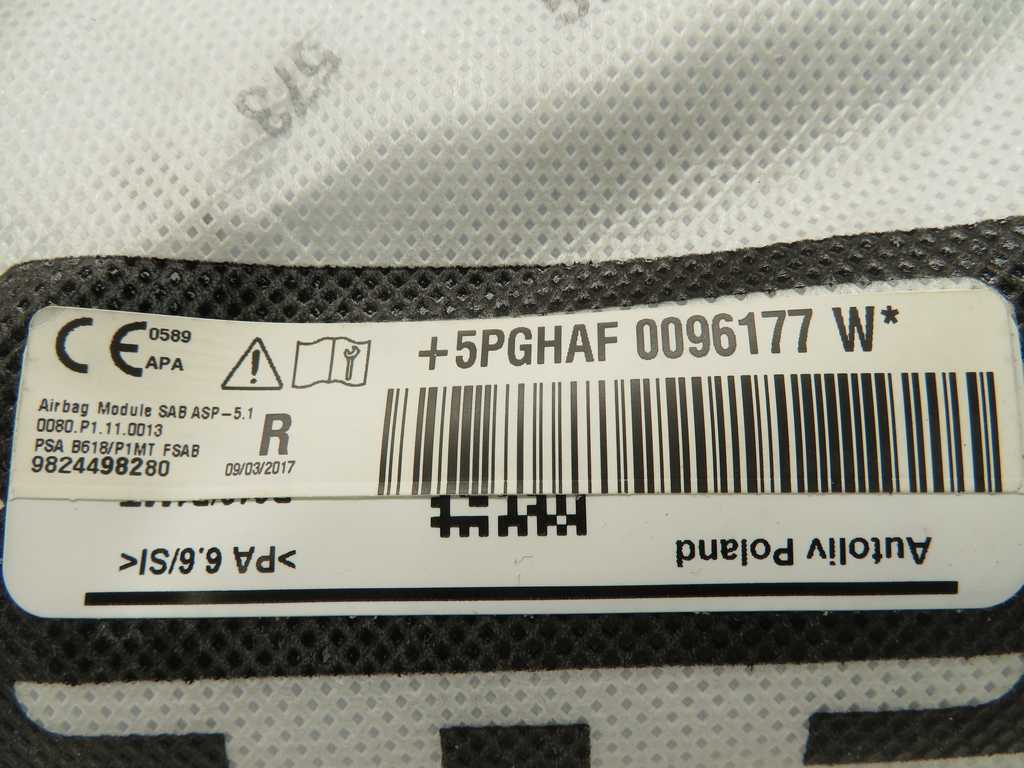 573
CE 0589
APA
+5PGHAF 0096177 W*
Airbag Module SAB ASP-5.1
0080.P1.11.0013
PSA B618/P1MT FSAB
9824498280
R
09/03/2017
>PA 6.6/SI<
Autoliv Poland